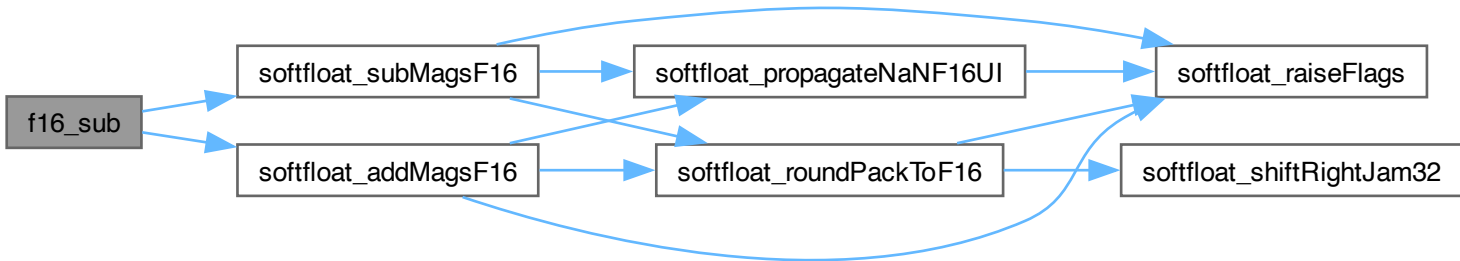 f16_sub
softfloat_subMagsF16
softfloat_addMagsF16
softfloat_propagateNaNF16UI
softfloat_roundPackToF16
softfloat_raiseFlags
softfloat_shiftRightJam32